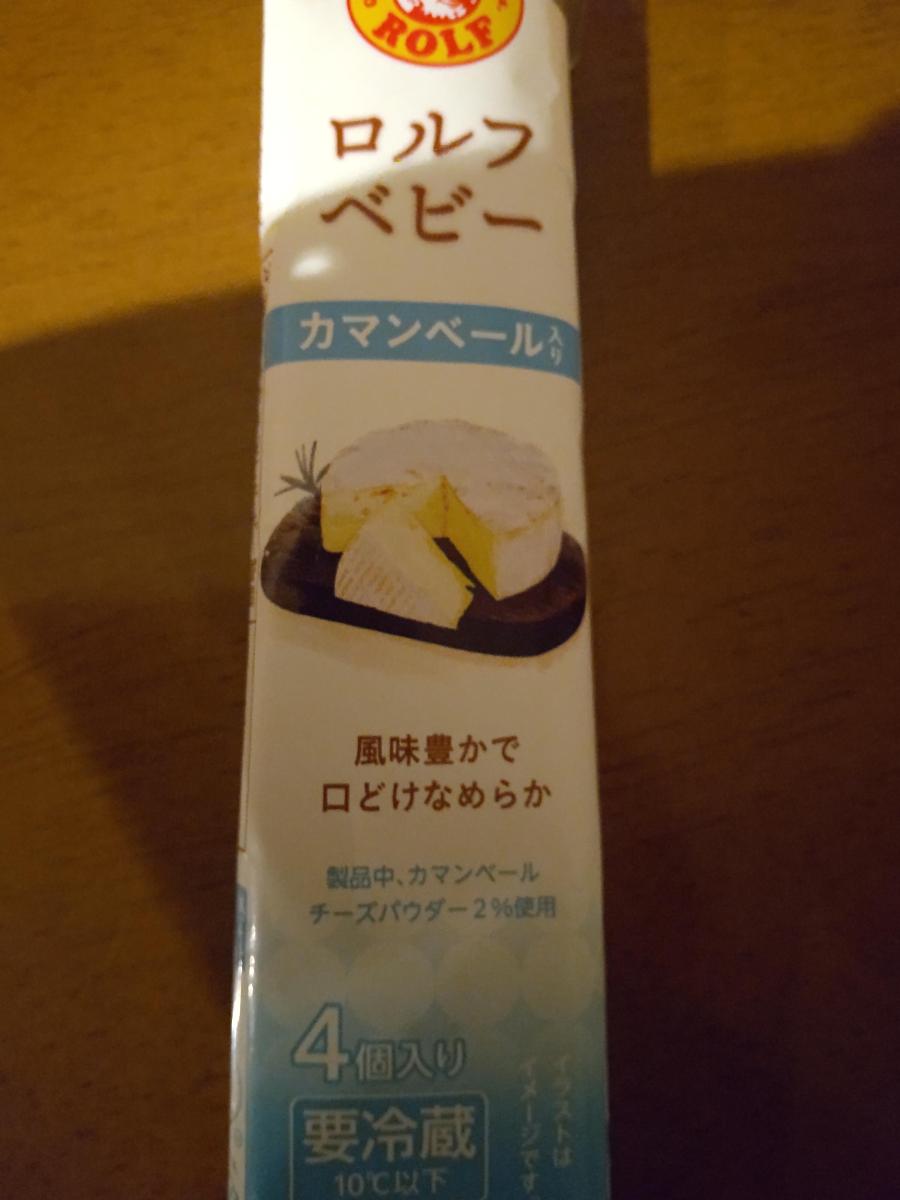 ROLF
ロルフ
ベビー
カマンベール入り
風味豊かで
口どけなめらか
製品中、カマンベール
チーズパウダー2%使用
4個入り
要冷蔵
10℃以下
イラストは
イメージです。